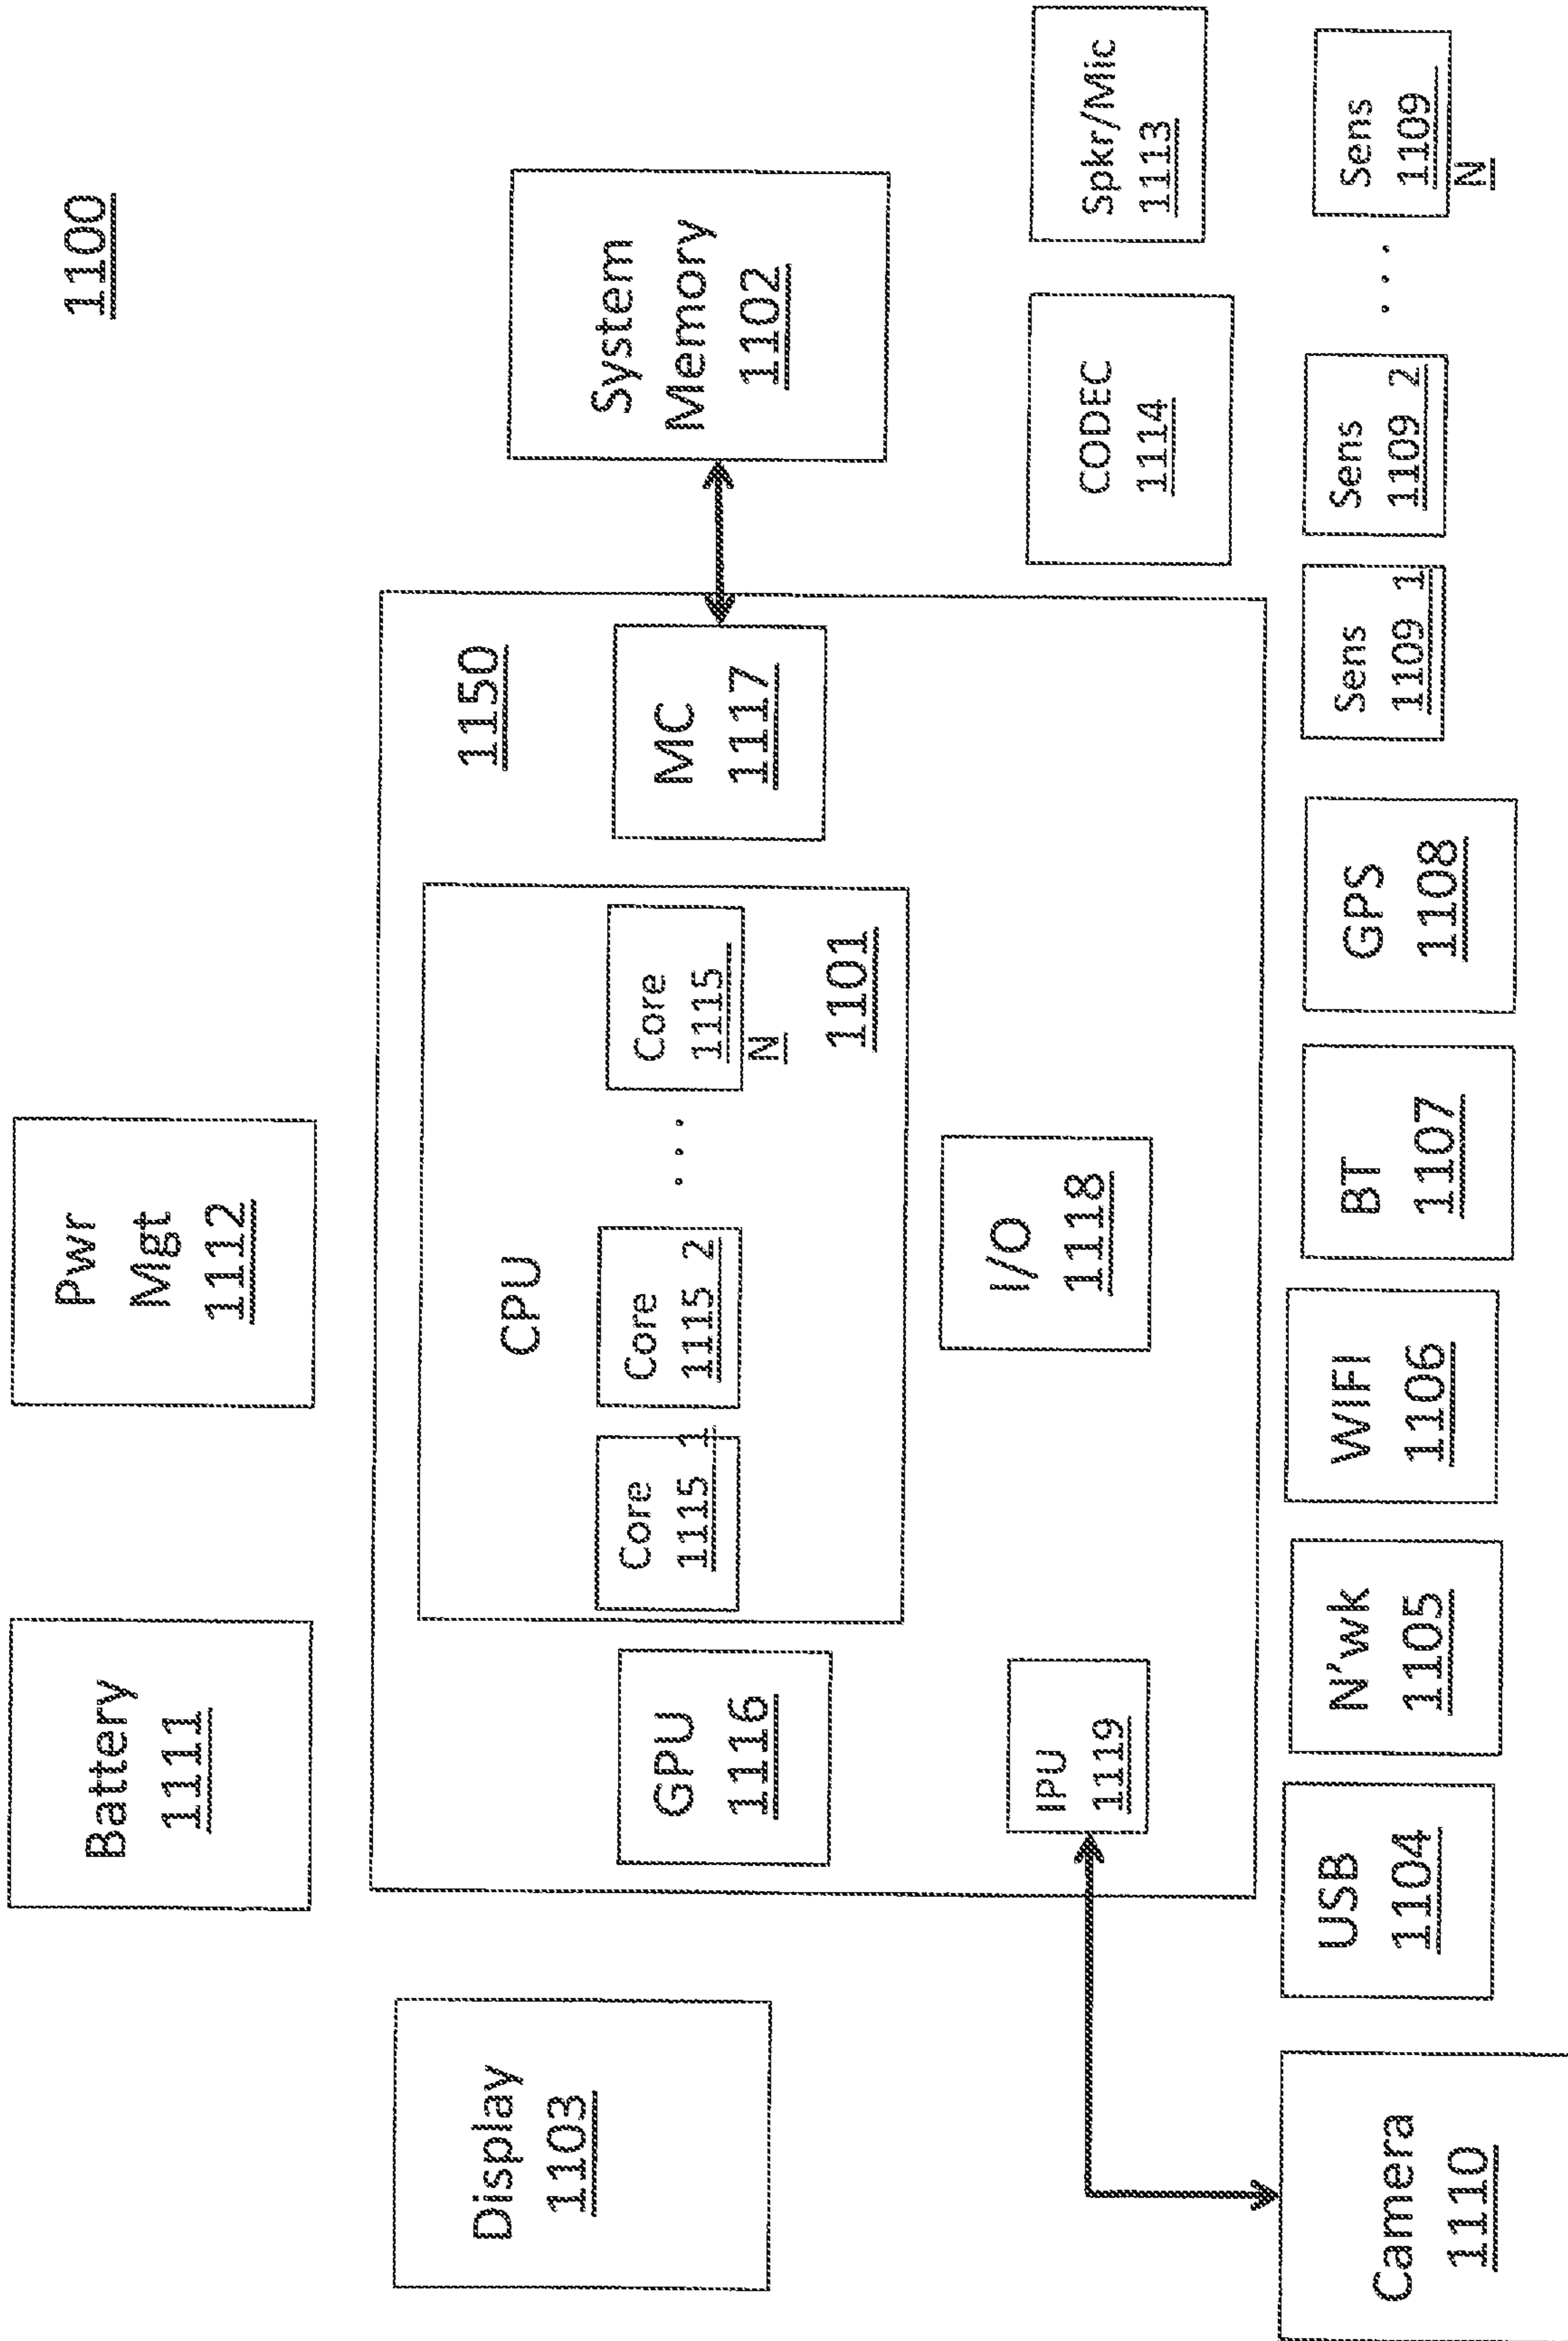 1100
Battery
1111
Pwr
Mgt
1112
Display
1103
1150
CPU
Core
1115_1
Core
1115_2
. . .
Core
1115_
N
1101
GPU
1116
MC
1117
System
Memory
1102
IPU
1119
I/O
1118
CODEC
1114
Spkr/Mic
1113
Camera
1110
USB
1104
N'wk
1105
WIFI
1106
BT
1107
GPS
1108
Sens
1109_1
Sens
1109_2
. . .
Sens
1109_
N